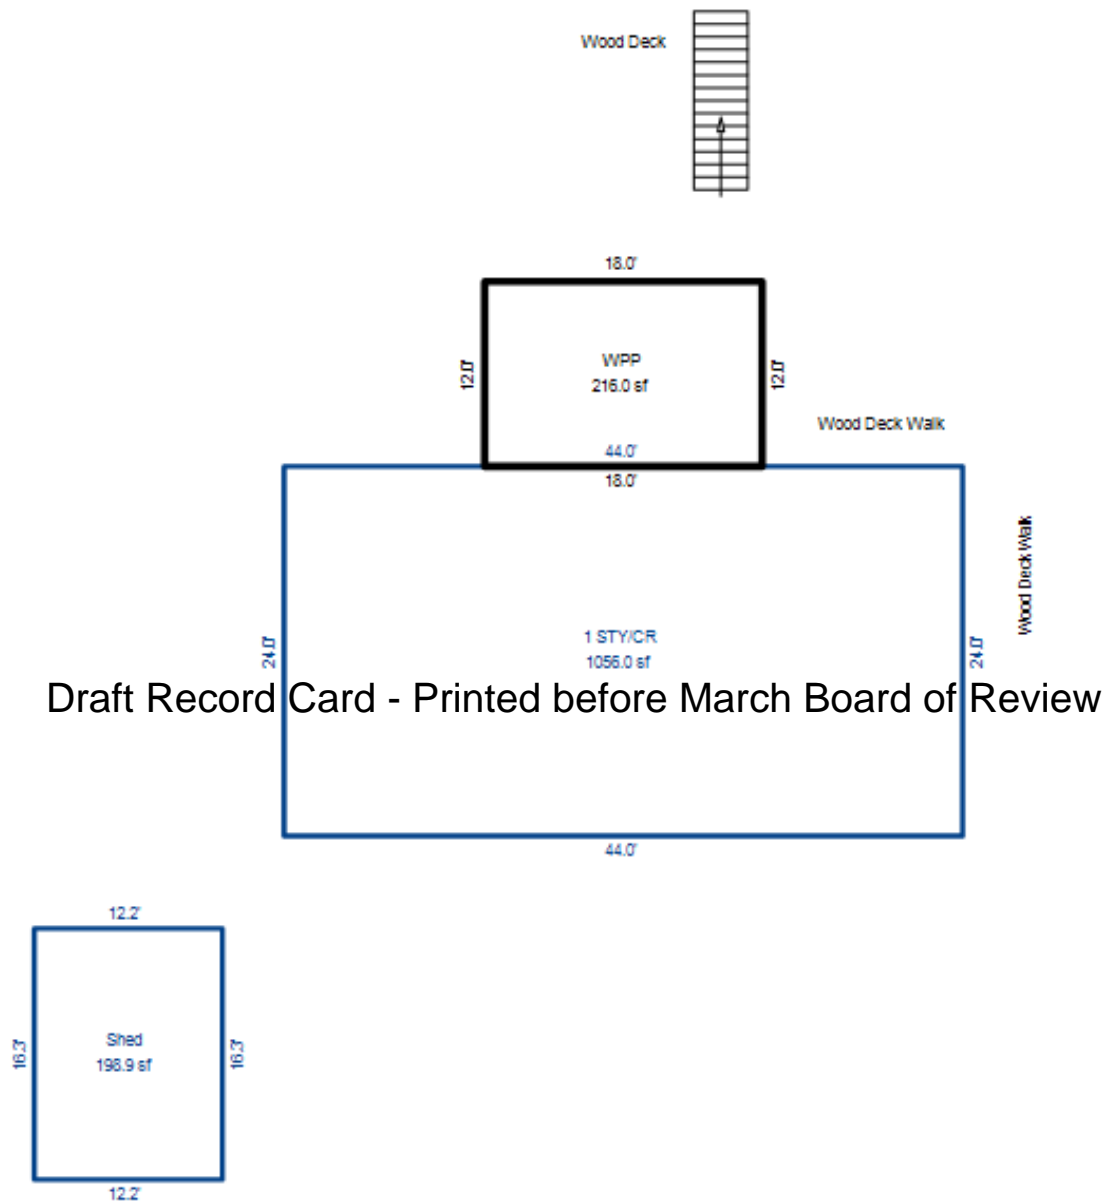 Wood Deck
18.0'
12.0'
WPP
216.0 sf
12.0'
Wood Deck Walk
44.0'
18.0'
Wood Deck Walk
24.0'
1 STY/CR
1056.0 sf
24.0'
Draft Record Card - Printed before March Board of Review
44.0'
12.2'
16.3'
Shed
198.9 sf
16.3'
12.2'